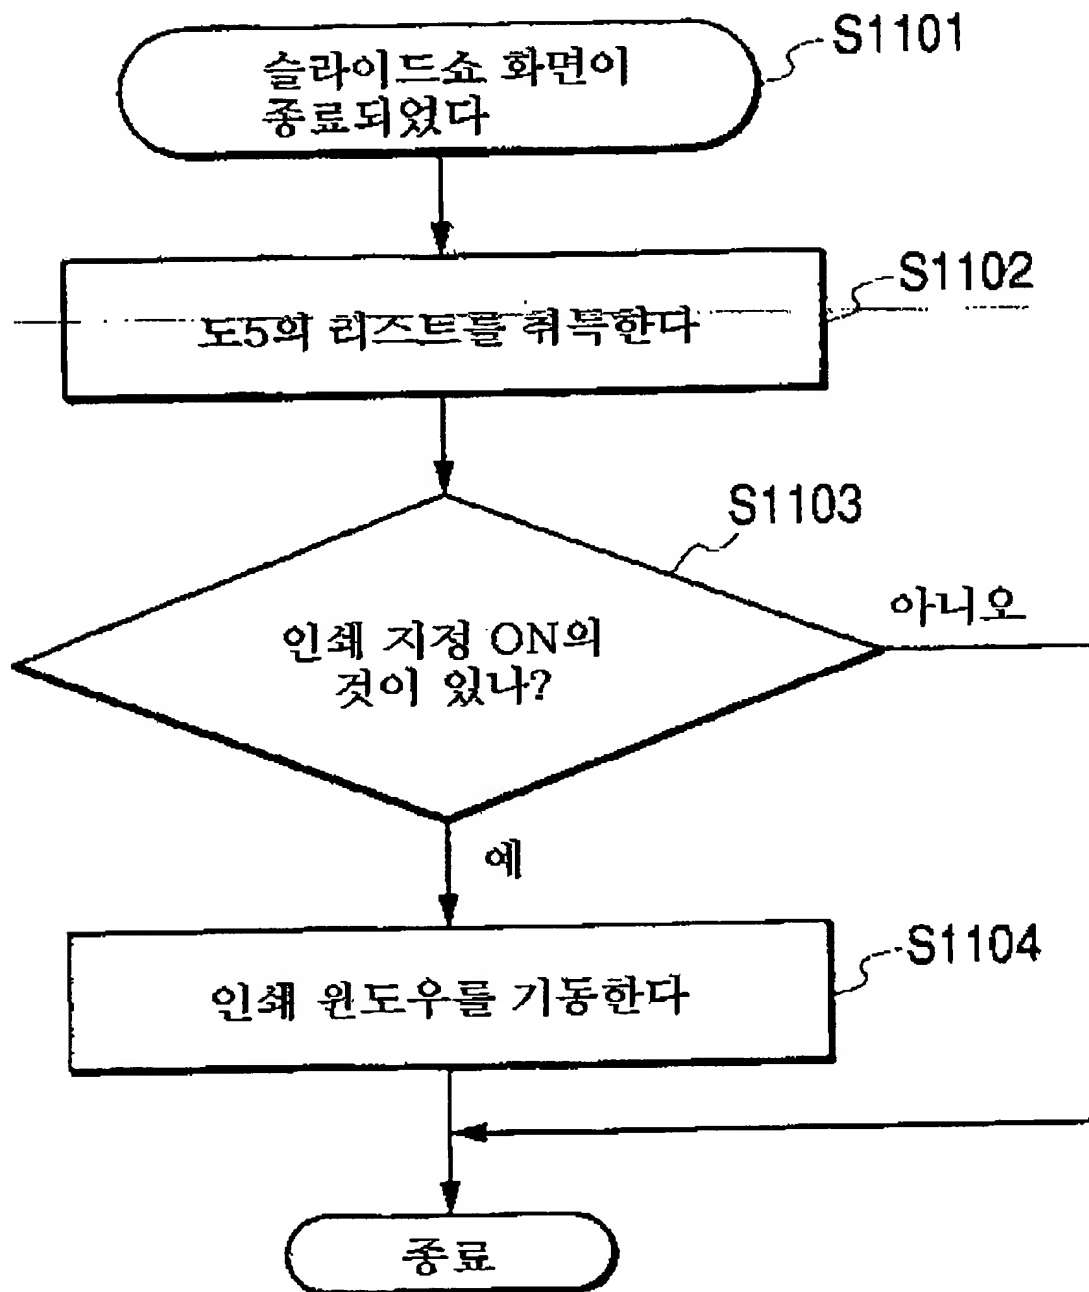 슬라이드쇼 화면이
종료되었다
S1101
도5의 리스트를 취득한다
S1102
인쇄 지정 ON의
것이 있나?
S1103
아니오
예
인쇄 윈도우를 기동한다
S1104
종료